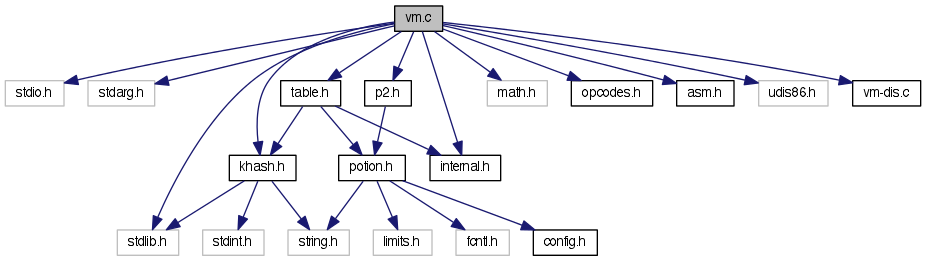 vm.c
stdio.h
stdarg.h
table.h
p2.h
math.h
opcodes.h
asm.h
udis86.h
vm-dis.c
khash.h
potion.h
internal.h
stdlib.h
stdint.h
string.h
limits.h
fcntl.h
config.h